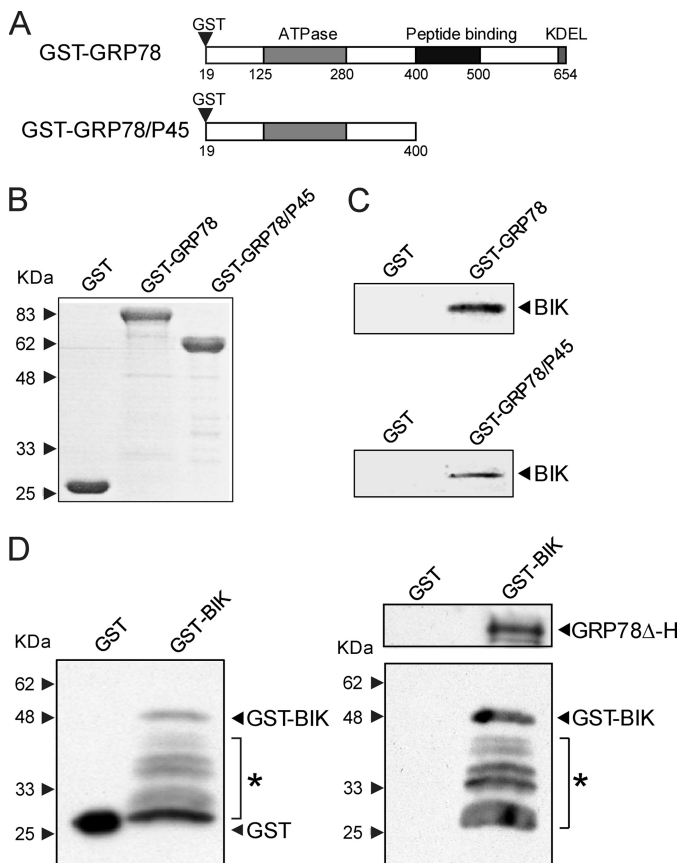 A
GST
ATPase Peptide binding KDEL
GST-GRP78
19 125 280 400 500 654
GST
GST-GRP78/P45
19 400
B
KDa GST GST-GRP78 GST-GRP78/P45
83
62
48
33
25
C
GST GST-GRP78
BIK
GST GST-GRP78/P45
BIK
D
KDa GST GST-BIK
62
48 GST-BIK
*
33
25 GST
GST GST-BIK
GRP78Δ-H
KDa
62
48 GST-BIK
*
33
25